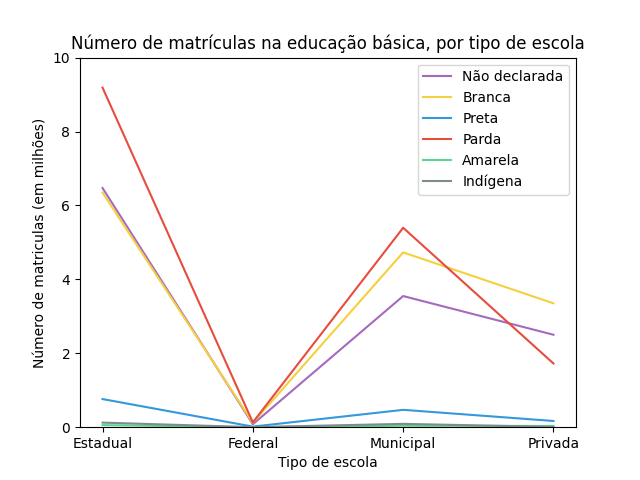 Número de matrículas na educação básica, por tipo de escola
Número de matriculas (em milhões)
10
8
6
4
2
0
Não declarada
Branca
Preta
Parda
Amarela
Indígena
Estadual Federal Municipal Privada
Tipo de escola